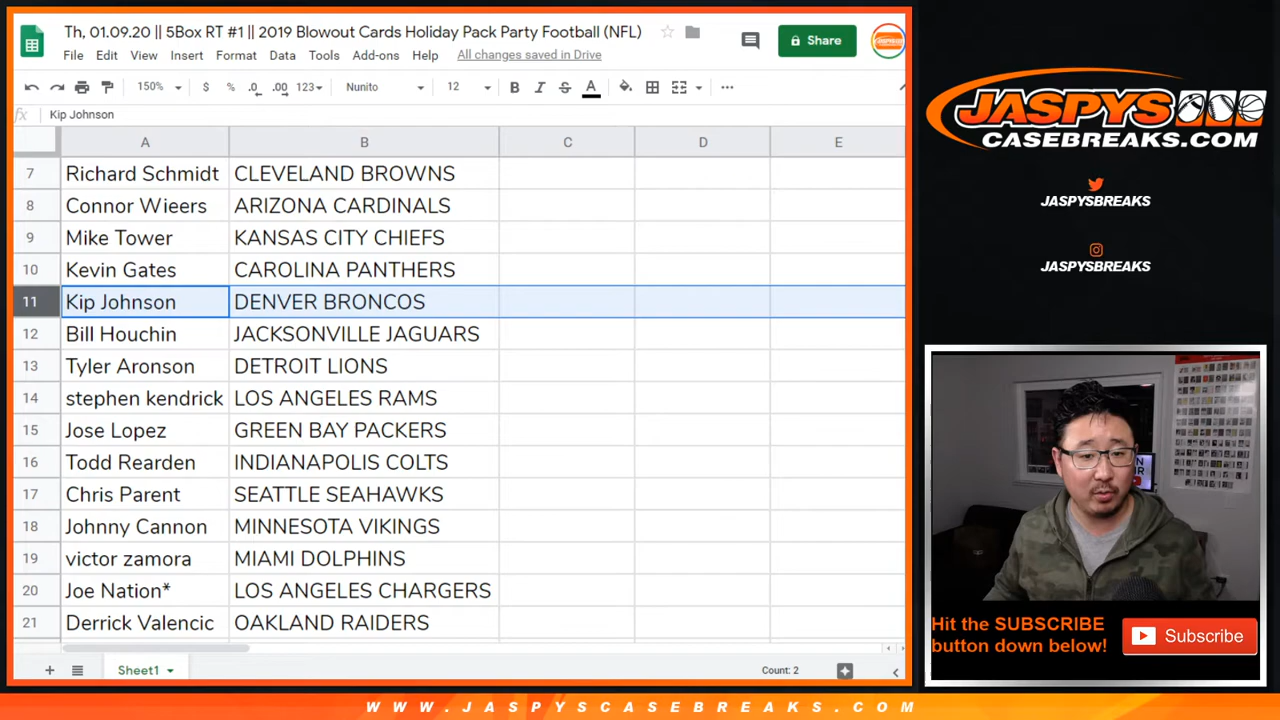 Th, 01.09.20 || 5Box RT #1 || 2019 Blowout Cards Holiday Pack Party Football (NFL)
File Edit View Insert Format Data Tools Add-ons Help All changes saved in Drive
Share
150% $ % .0 .00 123 Nunito 12 B I S A
fx Kip Johnson
A B C D E
7 Richard Schmidt CLEVELAND BROWNS
8 Connor Wieers ARIZONA CARDINALS
9 Mike Tower KANSAS CITY CHIEFS
10 Kevin Gates CAROLINA PANTHERS
11 Kip Johnson DENVER BRONCOS
12 Bill Houchin JACKSONVILLE JAGUARS
13 Tyler Aronson DETROIT LIONS
14 stephen kendrick LOS ANGELES RAMS
15 Jose Lopez GREEN BAY PACKERS
16 Todd Rearden INDIANAPOLIS COLTS
17 Chris Parent SEATTLE SEAHAWKS
18 Johnny Cannon MINNESOTA VIKINGS
19 victor zamora MIAMI DOLPHINS
20 Joe Nation* LOS ANGELES CHARGERS
21 Derrick Valencic OAKLAND RAIDERS
Sheet1 Count: 2
JASPYS
CASEBREAKS.COM
JASPYSBREAKS
JASPYSBREAKS
Hit the SUBSCRIBE
button down below!
Subscribe
WWW.JASPYSCASEBREAKS.COM